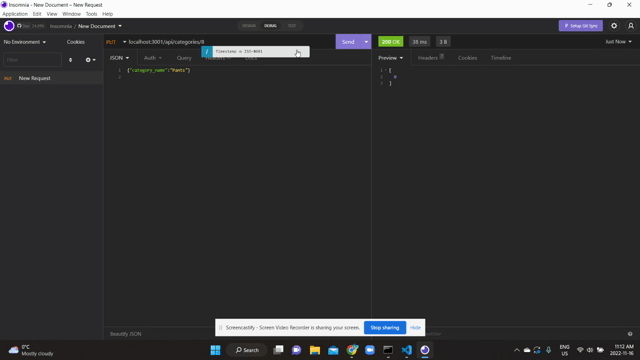 Insomnia – New Document – New Request
Application Edit View Window Tools Help
Insomnia / New Document
DESIGN DEBUG TEST
Setup Git Sync
No Environment Cookies
Filter
PUT New Request
PUT localhost:3001/api/categories/8
Send
Timestamp ⇒ ISO-8601
JSON Auth Query Docs
1 {"category_name":"Pants"}
2
Beautify JSON
200 OK 38 ms 3 B
Just Now
Preview Headers Cookies Timeline
1 [
2 0
3 ]
Screencastify - Screen Video Recorder is sharing your screen.
Stop sharing
Hide
0°C
Mostly cloudy
Search
ENG
US
11:12 AM
2022-11-16